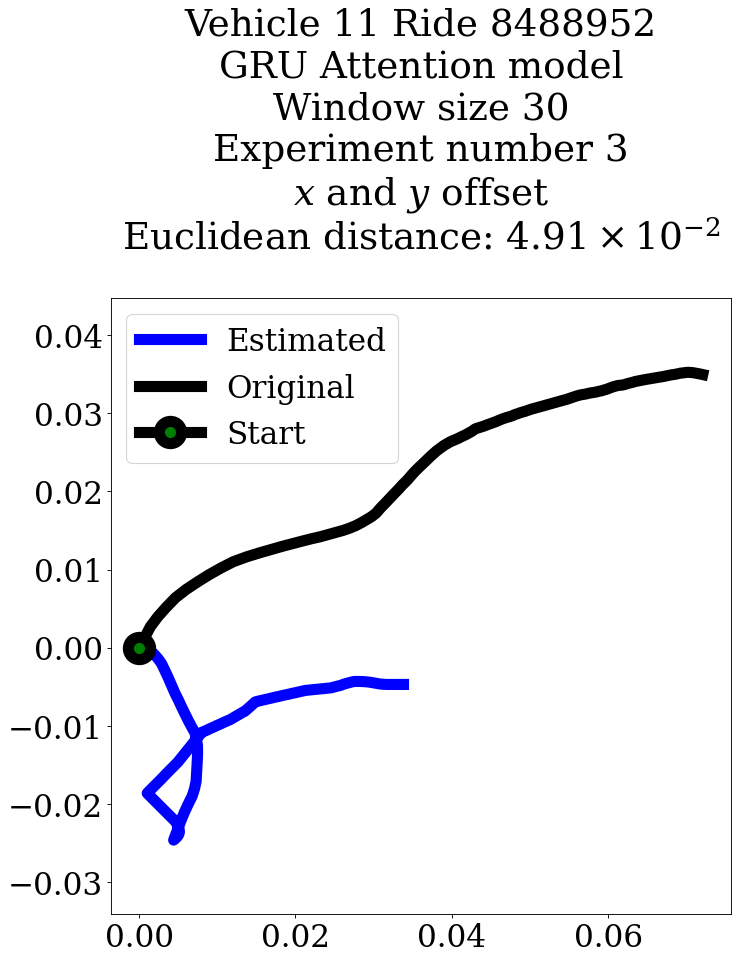 Vehicle 11 Ride 8488952
GRU Attention model
Window size 30
Experiment number 3
x and y offset
Euclidean distance: 4.91 × 10⁻²
Estimated
Original
Start
0.04
0.03
0.02
0.01
0.00
−0.01
−0.02
−0.03
0.00 0.02 0.04 0.06